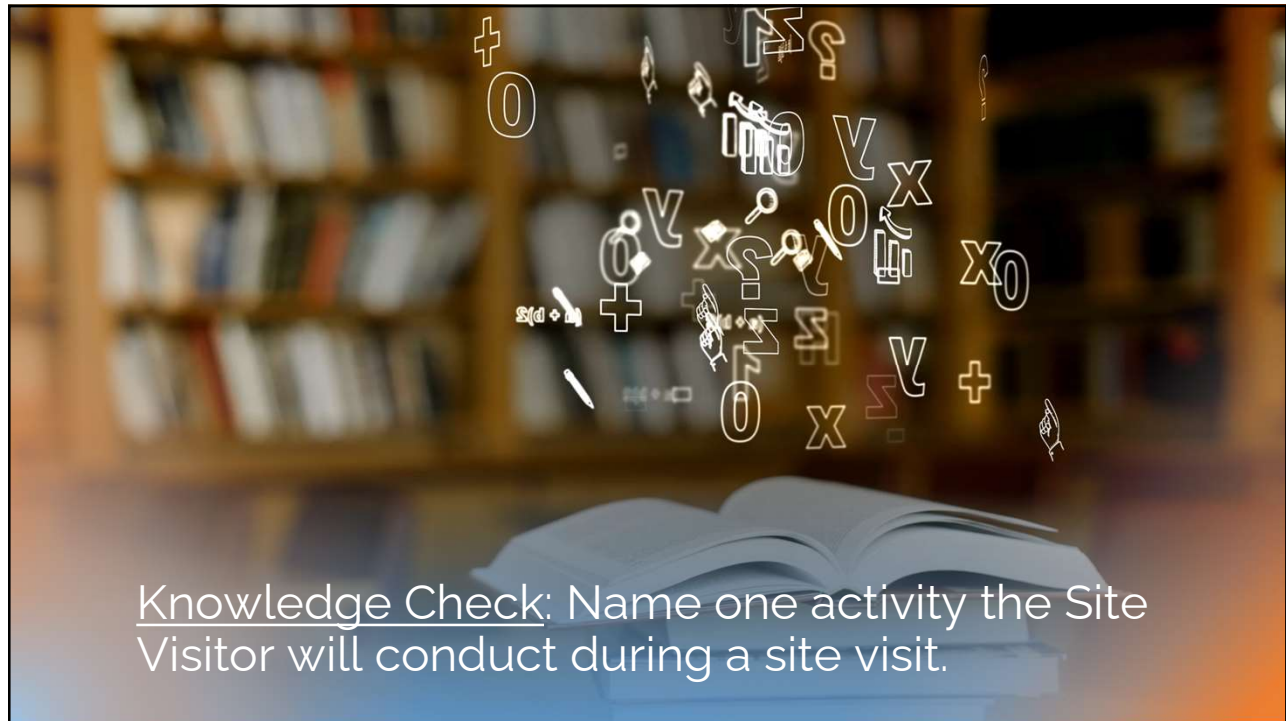 Knowledge Check: Name one activity the Site
Visitor will conduct during a site visit.